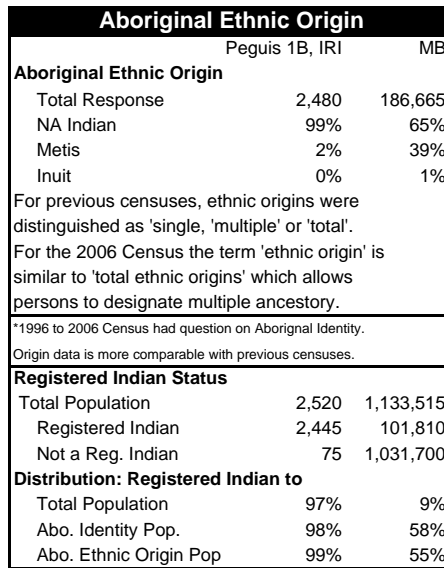 Aboriginal Ethnic Origin
Peguis 1B, IRI MB
Aboriginal Ethnic Origin
Total Response 2,480 186,665
NA Indian 99% 65%
Metis 2% 39%
Inuit 0% 1%
For previous censuses, ethnic origins were
distinguished as 'single, 'multiple' or 'total'.
For the 2006 Census the term 'ethnic origin' is
similar to 'total ethnic origins' which allows
persons to designate multiple ancestory.
*1996 to 2006 Census had question on Aborignal Identity.
Origin data is more comparable with previous censuses.
Registered Indian Status
Total Population 2,520 1,133,515
Registered Indian 2,445 101,810
Not a Reg. Indian 75 1,031,700
Distribution: Registered Indian to
Total Population 97% 9%
Abo. Identity Pop. 98% 58%
Abo. Ethnic Origin Pop 99% 55%